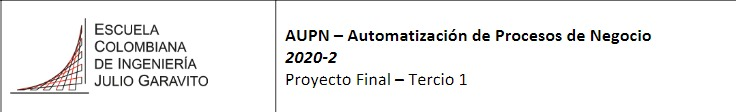 ESCUELA
COLOMBIANA
DE INGENIERÍA
JULIO GARAVITO
AUPN – Automatización de Procesos de Negocio
2020-2
Proyecto Final – Tercio 1